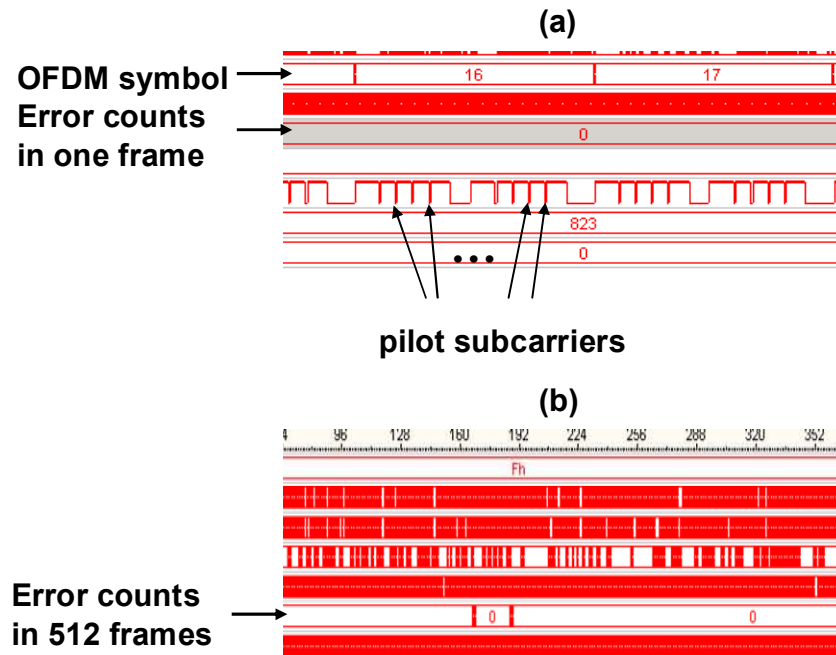 (a)
OFDM symbol
16 17
Error counts
in one frame
0
823
0
...
pilot subcarriers
(b)
4 96 128 160 192 224 256 288 320 352
Fh
Error counts
in 512 frames
0 0